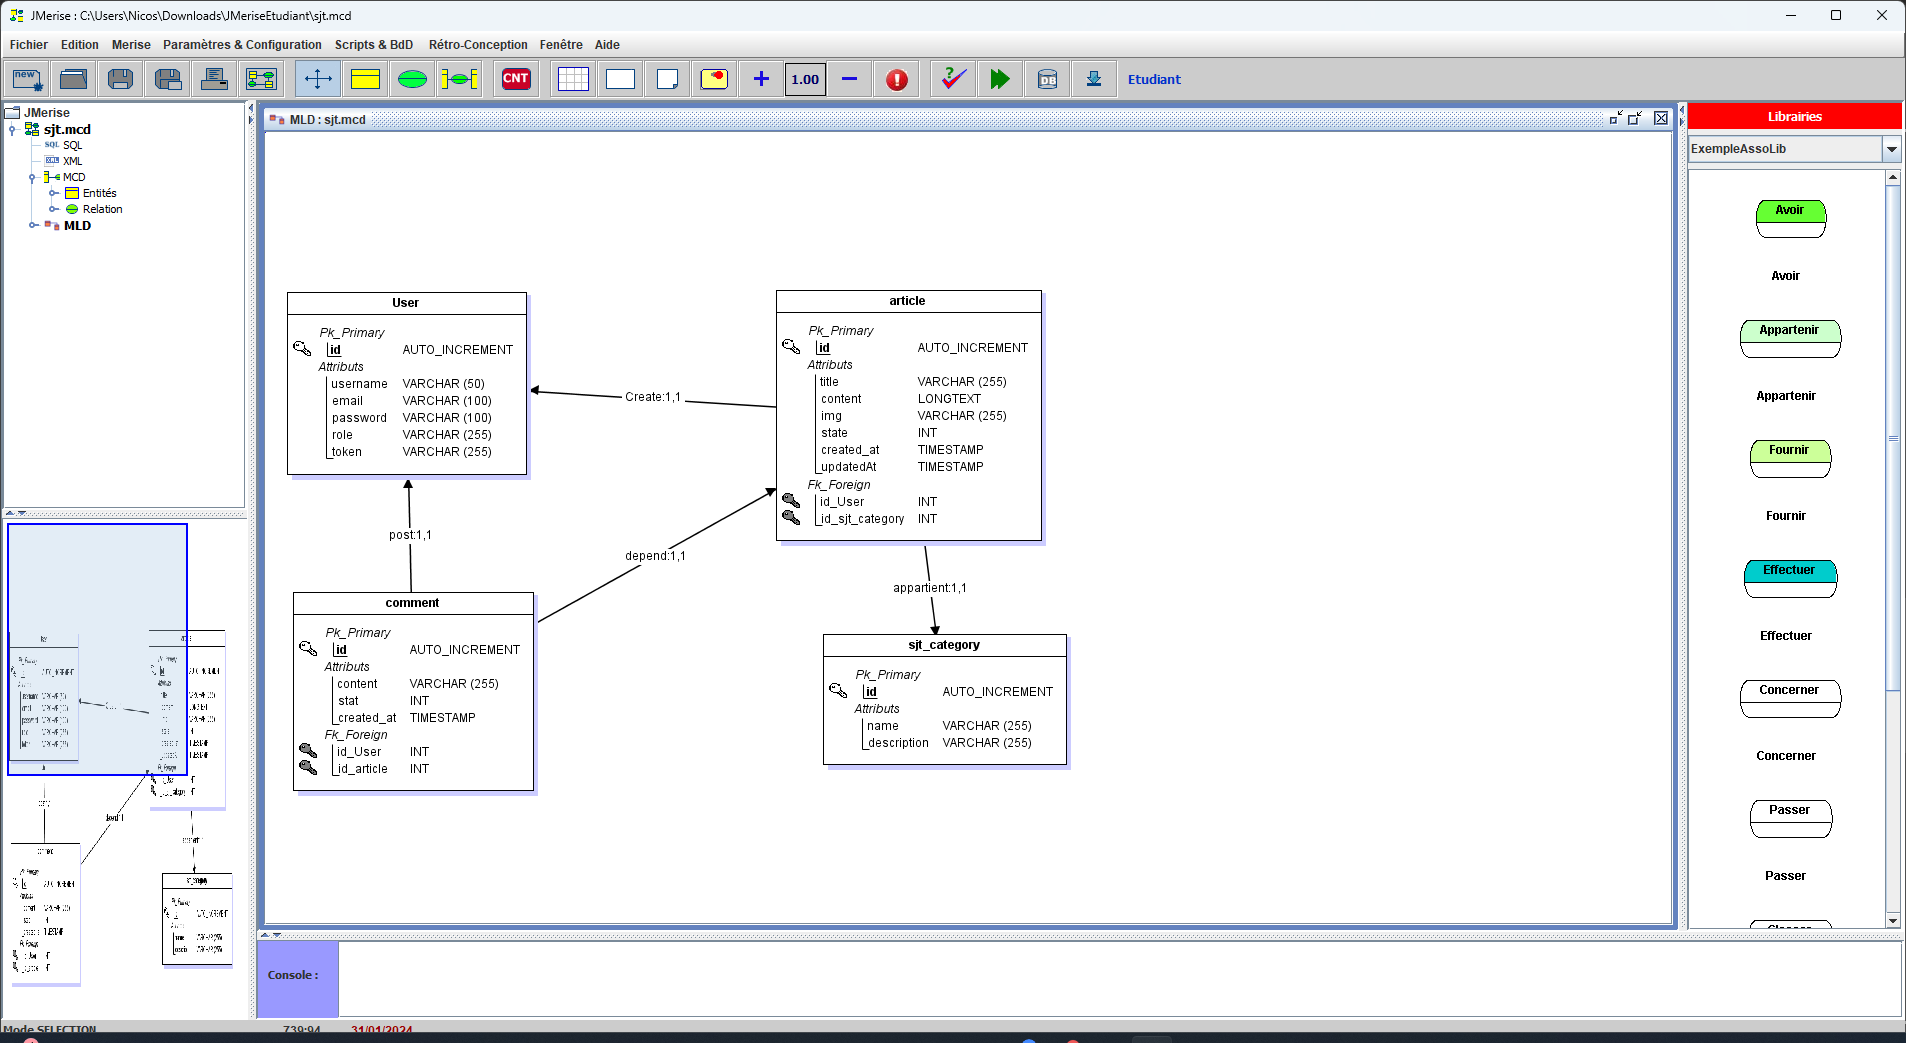 JMerise : C:\Users\Nicos\Downloads\JMeriseEtudiant\sjt.mcd
Fichier Edition Merise Paramètres & Configuration Scripts & BdD Rétro-Conception Fenêtre Aide
new CNT 1.00 DB Etudiant
JMerise
sjt.mcd
SQL SQL
XML XML
MCD
Entités
Relation
MLD
MLD : sjt.mcd
User
Pk_Primary
id AUTO_INCREMENT
Attributs
username VARCHAR (50)
email VARCHAR (100)
password VARCHAR (100)
role VARCHAR (255)
token VARCHAR (255)
Create:1,1
article
Pk_Primary
id AUTO_INCREMENT
Attributs
title VARCHAR (255)
content LONGTEXT
img VARCHAR (255)
state INT
created_at TIMESTAMP
updatedAt TIMESTAMP
Fk_Foreign
id_User INT
id_sjt_category INT
post:1,1
depend:1,1
appartient:1,1
comment
Pk_Primary
id AUTO_INCREMENT
Attributs
content VARCHAR (255)
stat INT
created_at TIMESTAMP
Fk_Foreign
id_User INT
id_article INT
sjt_category
Pk_Primary
id AUTO_INCREMENT
Attributs
name VARCHAR (255)
description VARCHAR (255)
Librairies
ExempleAssoLib
Avoir
Avoir
Appartenir
Appartenir
Fournir
Fournir
Effectuer
Effectuer
Concerner
Concerner
Passer
Passer
Console :
Mode SELECTION 739:94 31/01/2024